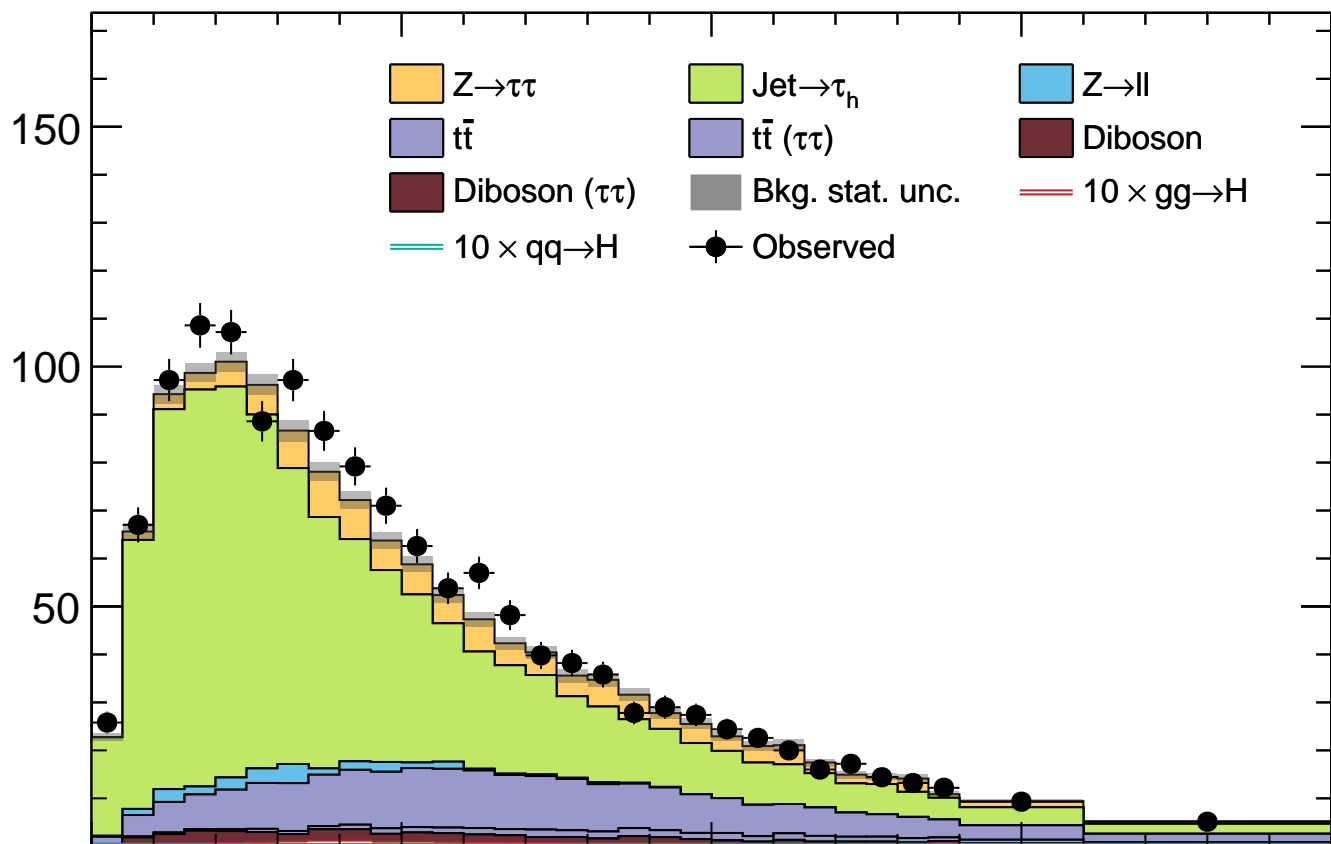 150
100
50
Z→ττ Jet→τh Z→ll
tt̄ tt̄ (ττ) Diboson
Diboson (ττ) Bkg. stat. unc. 10 × gg→H
10 × qq→H Observed